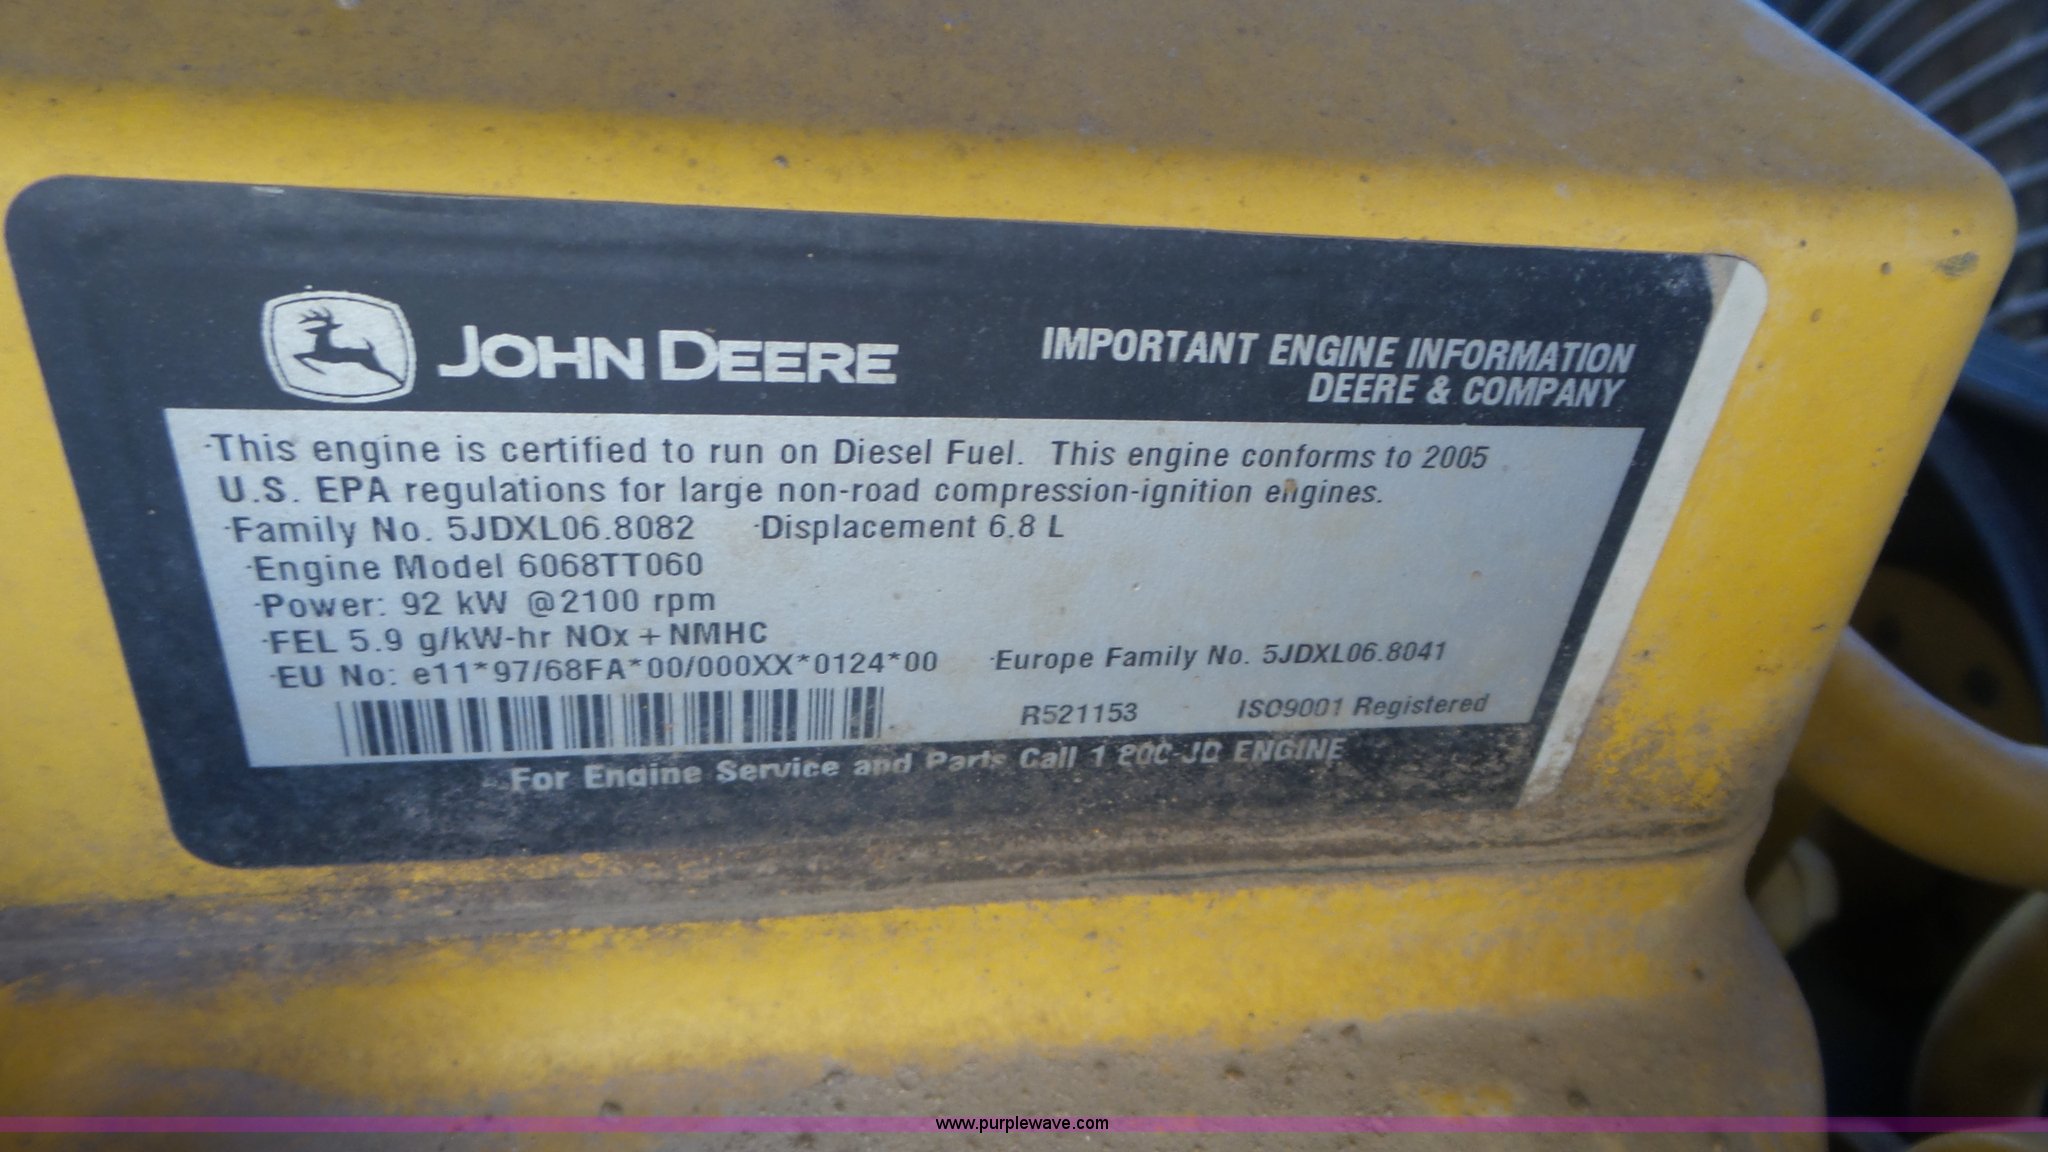 JOHN DEERE
IMPORTANT ENGINE INFORMATION
DEERE & COMPANY
·This engine is certified to run on Diesel Fuel. This engine conforms to 2005
U.S. EPA regulations for large non-road compression-ignition engines.
·Family No. 5JDXL06.8082 ·Displacement 6.8 L
·Engine Model 6068TT060
·Power: 92 kW @2100 rpm
·FEL 5.9 g/kW-hr NOx + NMHC
·EU No: e11*97/68FA*00/000XX*0124*00 ·Europe Family No. 5JDXL06.8041
R521153 ISO9001 Registered
For Engine Service and Parts Call 1 800-JD ENGINE
www.purplewave.com